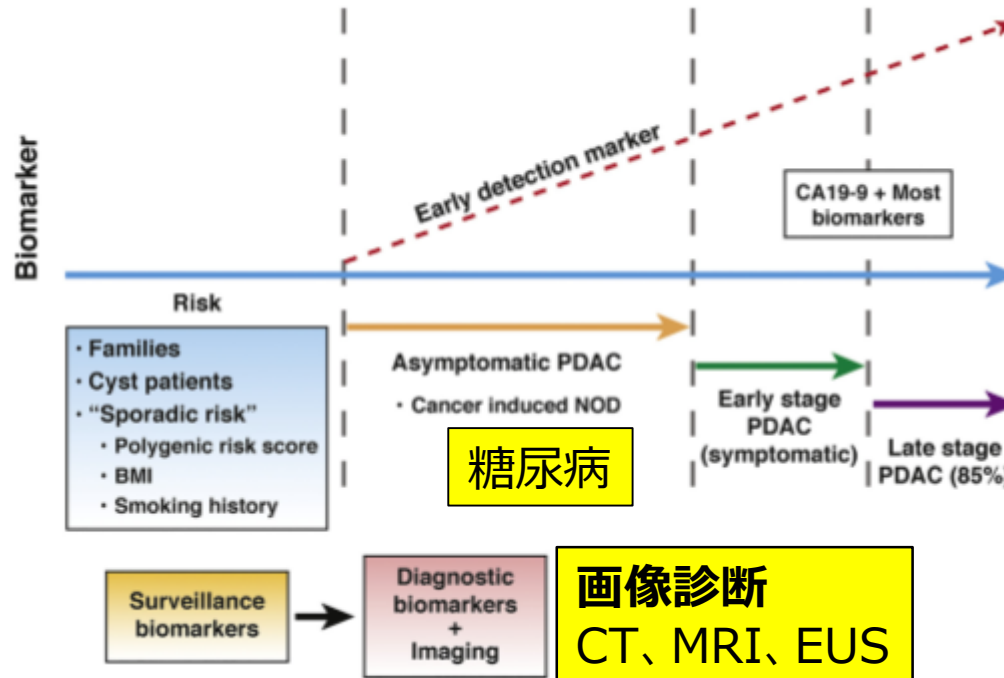 Biomarker
Early detection marker
CA19-9 + Most
biomarkers
Risk
・Families
・Cyst patients
・“Sporadic risk”
・Polygenic risk score
・BMI
・Smoking history
Asymptomatic PDAC
・Cancer induced NOD
糖尿病
Early stage
PDAC
(symptomatic)
Late stage
PDAC (85%)
Surveillance
biomarkers
Diagnostic
biomarkers
+
Imaging
画像診断
CT、MRI、EUS